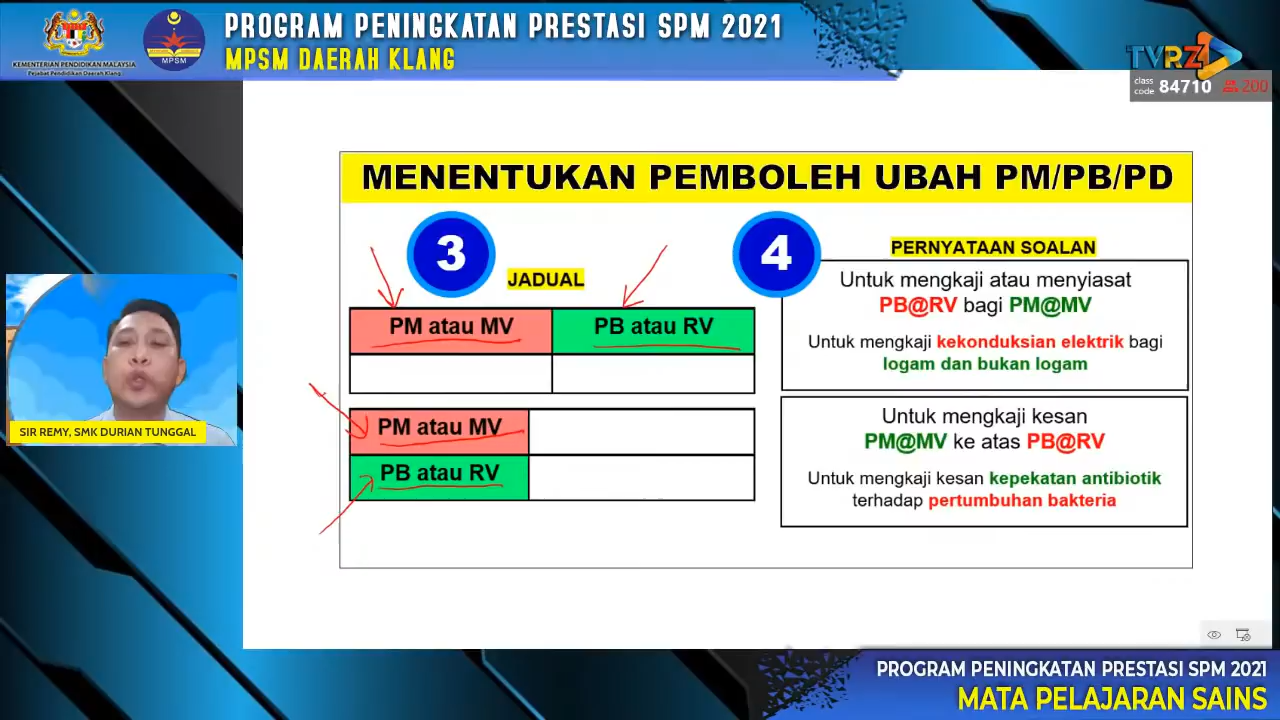 KEMENTERIAN PENDIDIKAN MALAYSIA
Pejabat Pendidikan Daerah Klang
MPSM
PROGRAM PENINGKATAN PRESTASI SPM 2021
MPSM DAERAH KLANG
TVRZ
class code 84710 200
MENENTUKAN PEMBOLEH UBAH PM/PB/PD
3
JADUAL
PM atau MV
PB atau RV
PM atau MV
PB atau RV
4
PERNYATAAN SOALAN
Untuk mengkaji atau menyiasat
PB@RV bagi PM@MV
Untuk mengkaji kekonduksian elektrik bagi
logam dan bukan logam
Untuk mengkaji kesan
PM@MV ke atas PB@RV
Untuk mengkaji kesan kepekatan antibiotik
terhadap pertumbuhan bakteria
SIR REMY, SMK DURIAN TUNGGAL
PROGRAM PENINGKATAN PRESTASI SPM 2021
MATA PELAJARAN SAINS